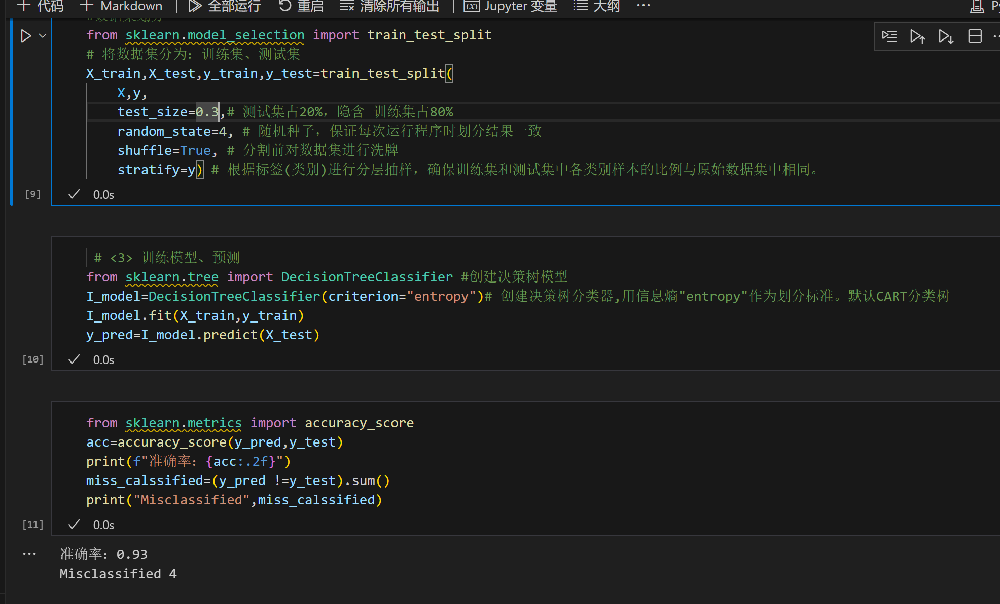 代码 Markdown 全部运行 重启 清除所有输出 Jupyter 变量 大纲 ···
#数据集划分
from sklearn.model_selection import train_test_split
# 将数据集分为：训练集、测试集
X_train,X_test,y_train,y_test=train_test_split(
X,y,
test_size=0.3,# 测试集占20%，隐含 训练集占80%
random_state=4, # 随机种子，保证每次运行程序时划分结果一致
shuffle=True, # 分割前对数据集进行洗牌
stratify=y) # 根据标签(类别)进行分层抽样，确保训练集和测试集中各类别样本的比例与原始数据集中相同。
[9] 0.0s
# <3> 训练模型、预测
from sklearn.tree import DecisionTreeClassifier #创建决策树模型
I_model=DecisionTreeClassifier(criterion="entropy")# 创建决策树分类器,用信息熵"entropy"作为划分标准。默认CART分类树
I_model.fit(X_train,y_train)
y_pred=I_model.predict(X_test)
[10] 0.0s
from sklearn.metrics import accuracy_score
acc=accuracy_score(y_pred,y_test)
print(f"准确率：{acc:.2f}")
miss_calssified=(y_pred !=y_test).sum()
print("Misclassified",miss_calssified)
[11] 0.0s
··· 准确率：0.93
Misclassified 4